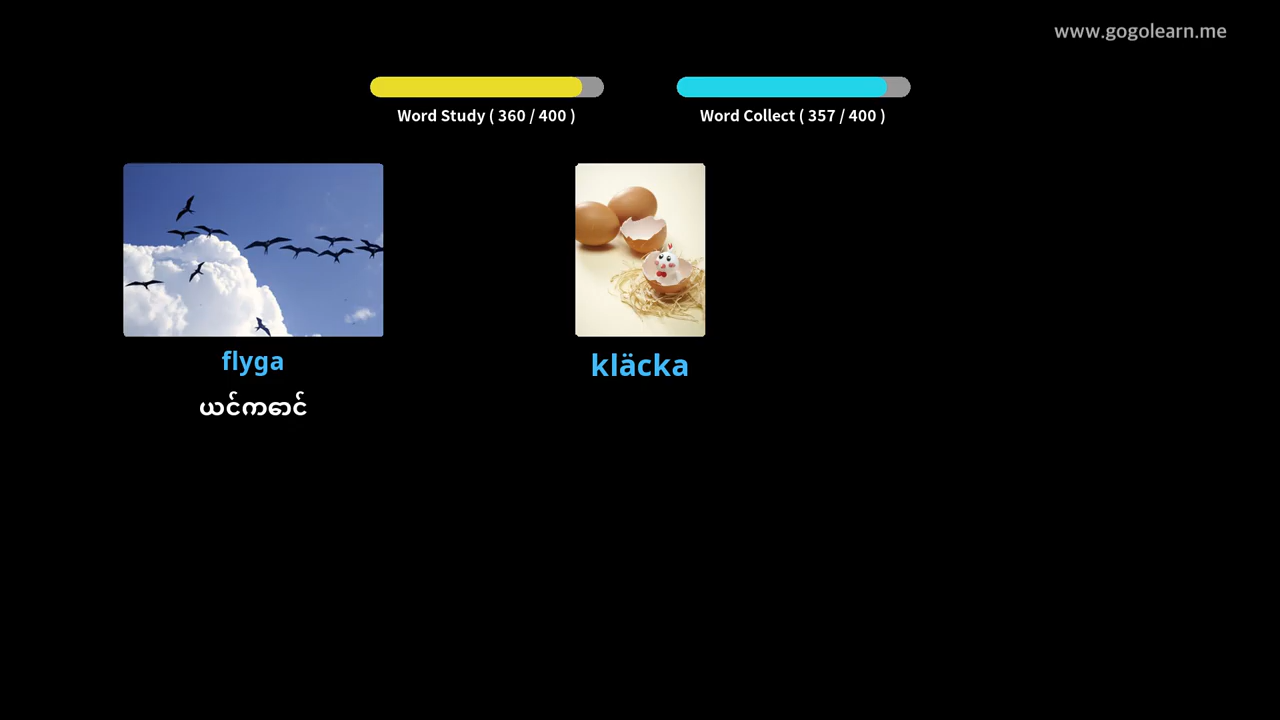 www.gogolearn.me
Word Study ( 360 / 400 )
Word Collect ( 357 / 400 )
flyga
kläcka
ယင်ကောင်